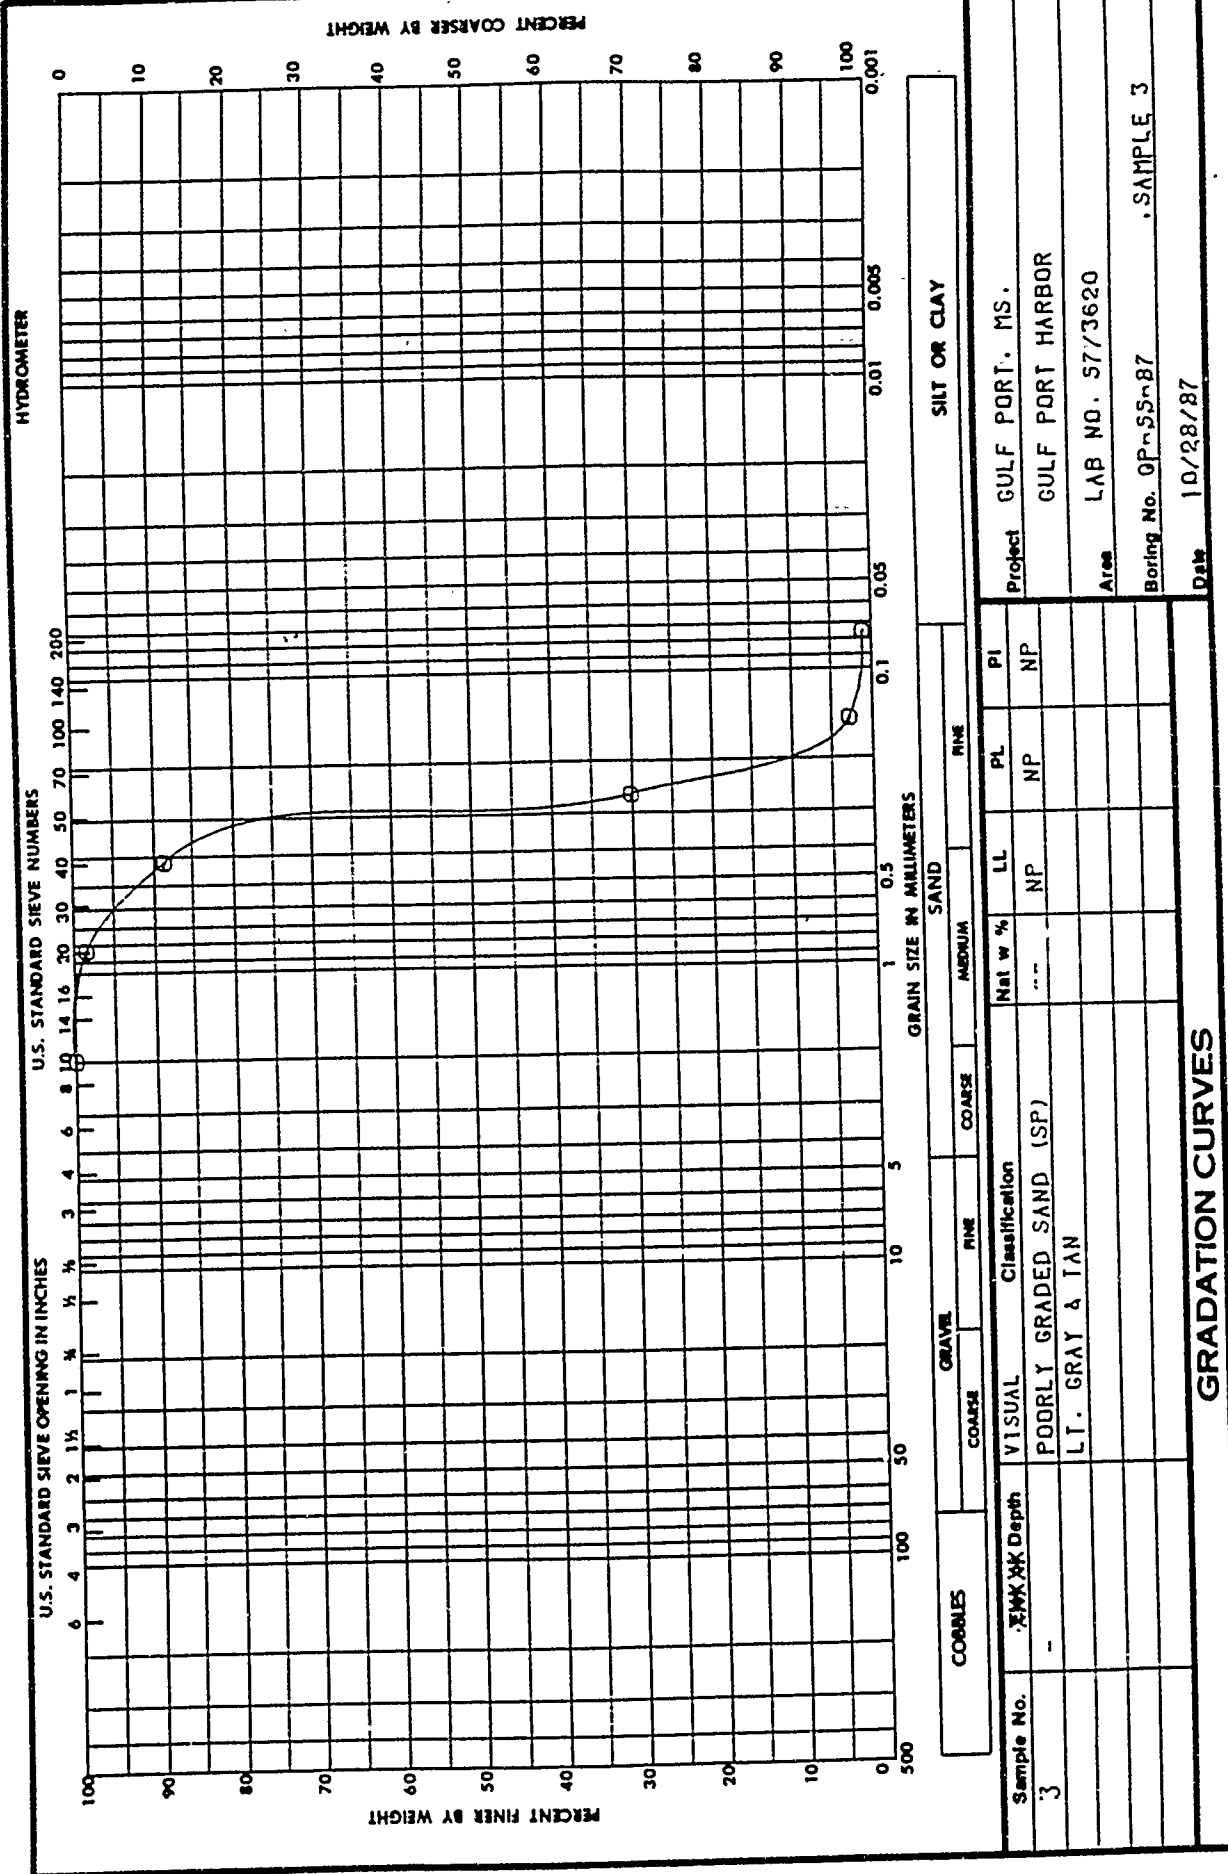 U.S. STANDARD SIEVE OPENING IN INCHES
U.S. STANDARD SIEVE NUMBERS
HYDROMETER
6 4 3 2 1½ 1 ¾ ½ ⅜ 3 4 6 8 10 14 16 20 30 40 50 70 100 140 200
PERCENT FINER BY WEIGHT
100
90
80
70
60
50
40
30
20
10
0
PERCENT COARSER BY WEIGHT
0
10
20
30
40
50
60
70
80
90
100
500 100 50 10 5 1 0.5 0.1 0.05 0.01 0.005 0.001
GRAIN SIZE IN MILLIMETERS
COBBLES
GRAVEL
COARSE
FINE
SAND
COARSE
MEDIUM
FINE
SILT OR CLAY
Sample No. Depth VISUAL Classification Nat w % LL PL PI
3 -- POORLY GRADED SAND (SP) --- NP NP NP
LT. GRAY & TAN
Project GULF PORT. MS.
GULF PORT HARBOR
Area LAB NO. 57/3620
Boring No. , SAMPLE 3
Date 10/28/87
GRADATION CURVES